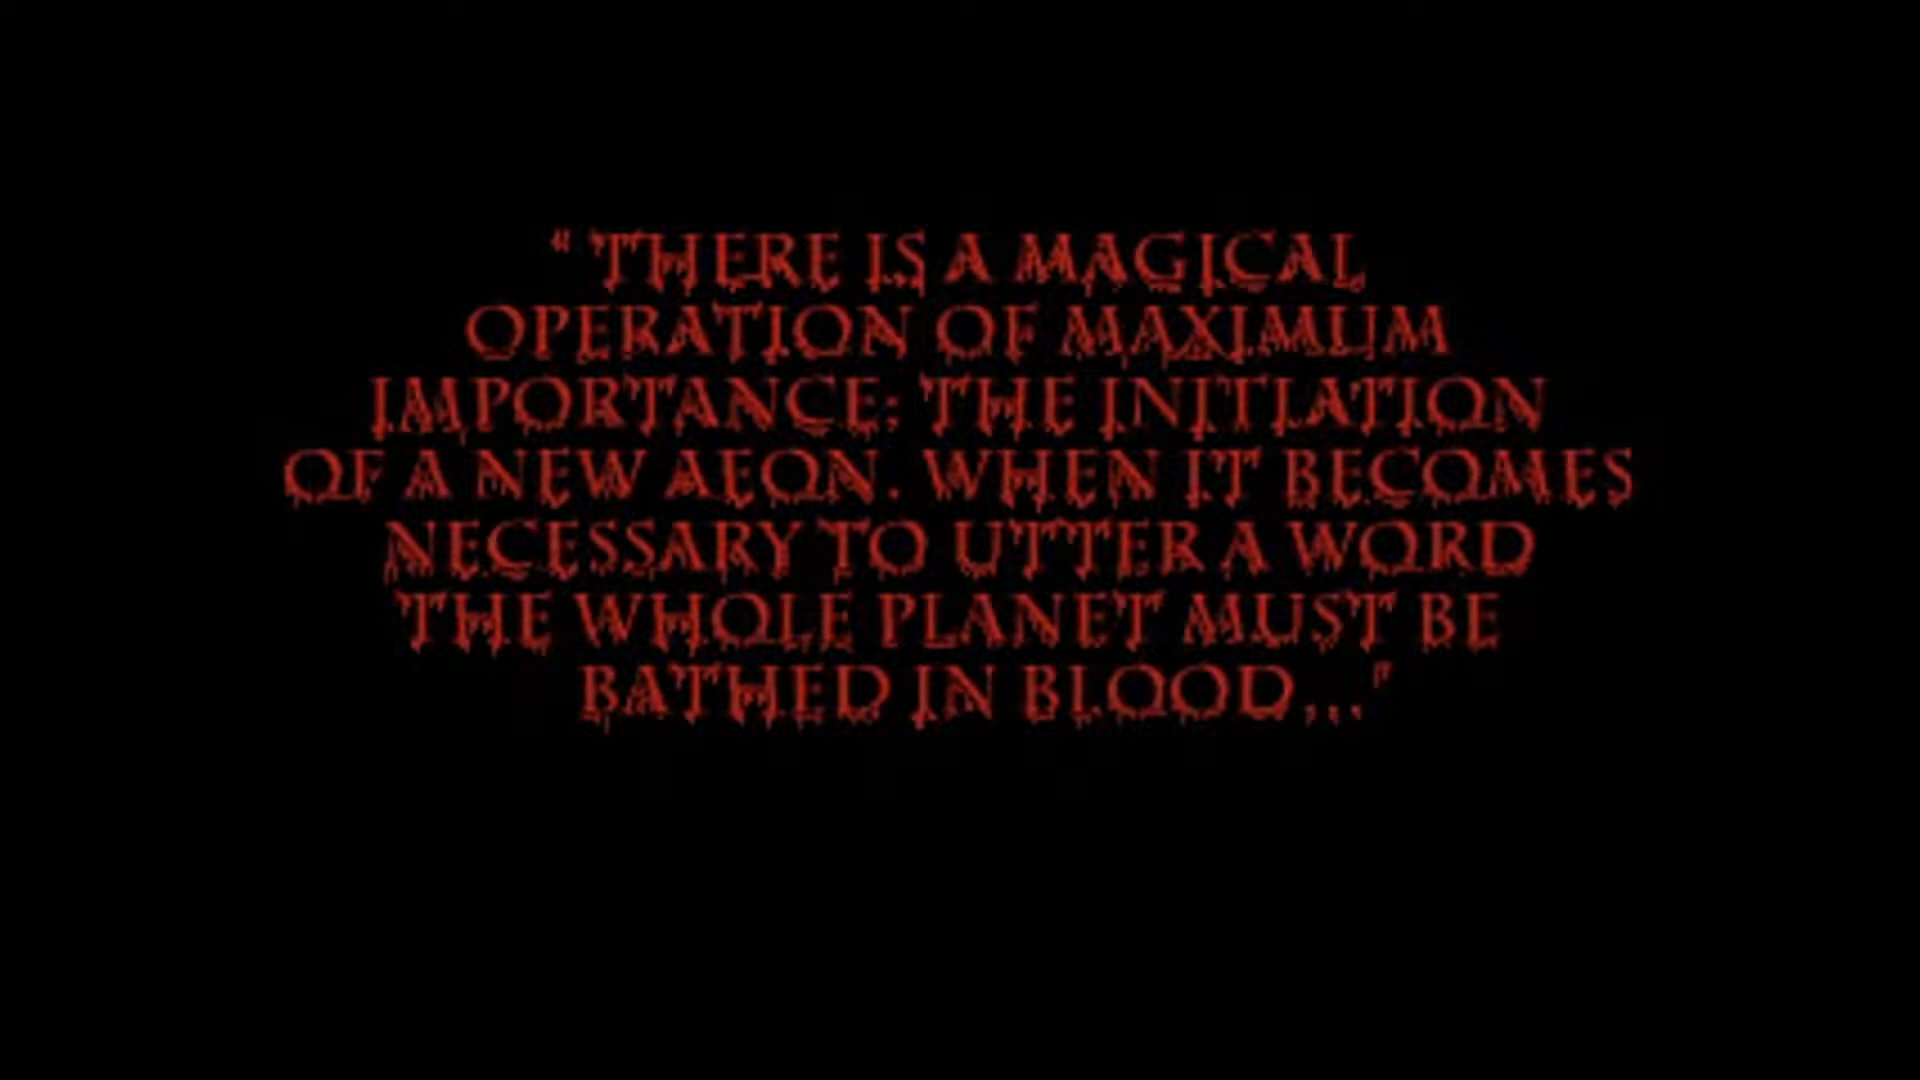 " THERE IS A MAGICAL
OPERATION OF MAXIMUM
IMPORTANCE: THE INITIATION
OF A NEW AEON. WHEN IT BECOMES
NECESSARY TO UTTER A WORD
THE WHOLE PLANET MUST BE
BATHED IN BLOOD..."